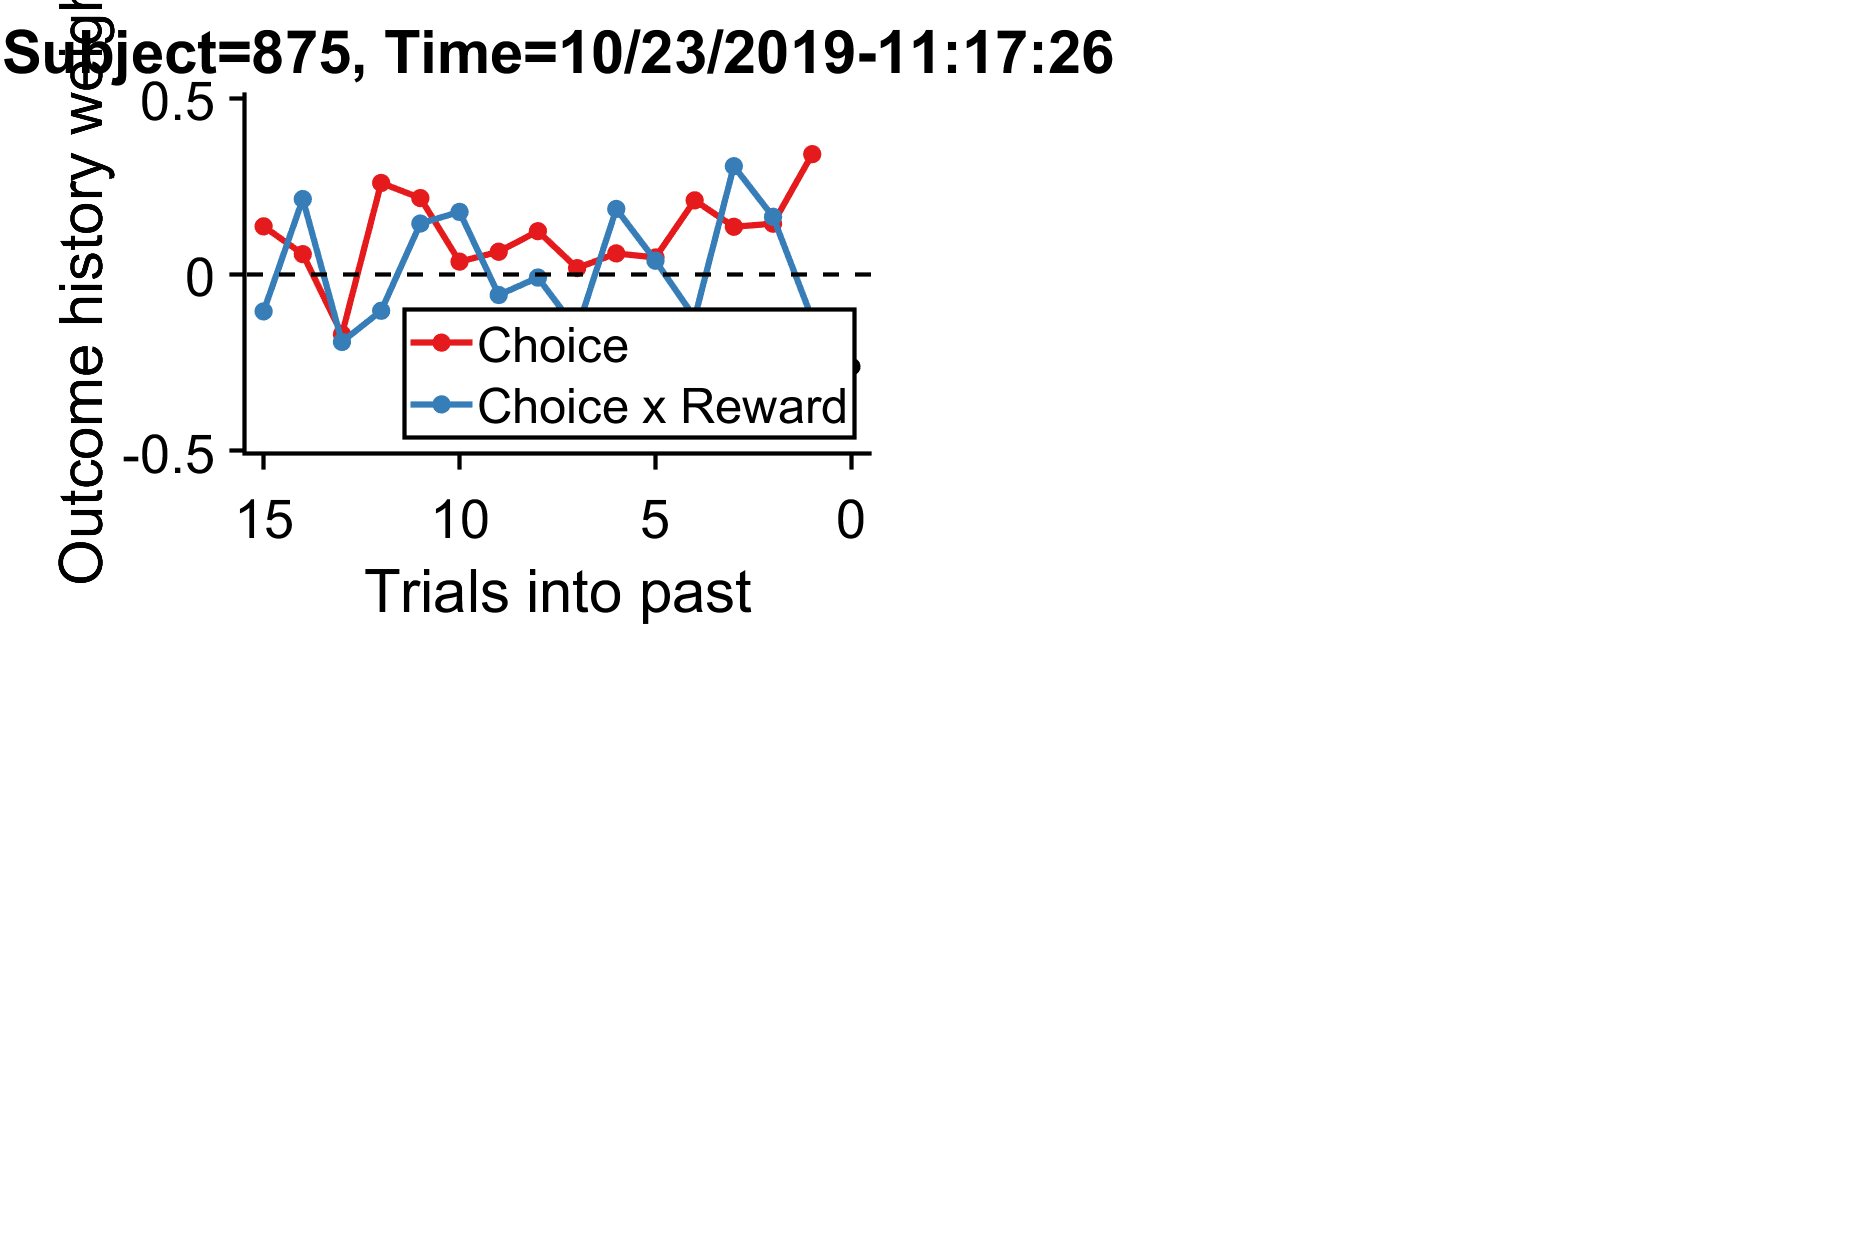 Subject=875, Time=10/23/2019-11:17:26
Outcome history
0.5
0
-0.5
Choice
Choice x Reward
15 10 5 0
Trials into past